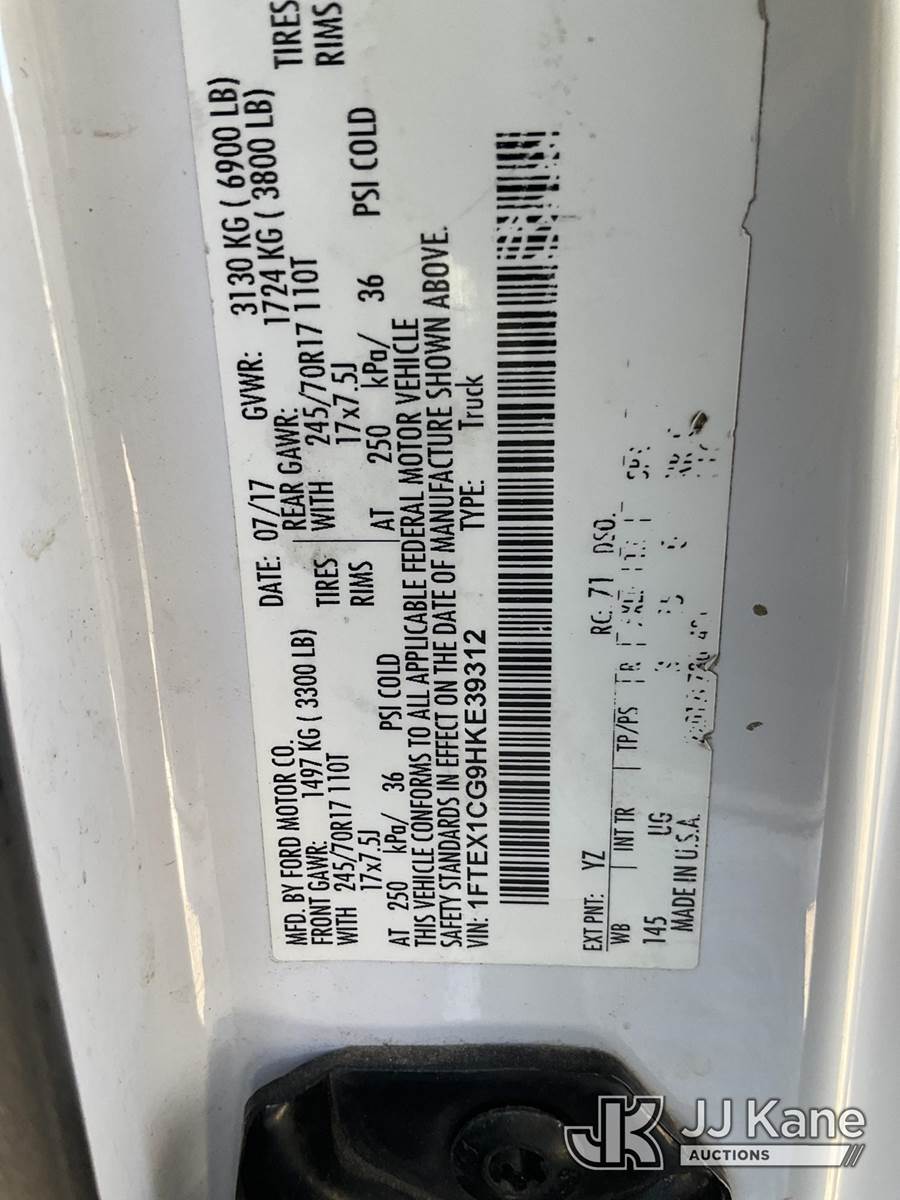 MFD. BY FORD MOTOR CO. DATE: 07/17 GVWR: 3130 KG ( 6900 LB)
FRONT GAWR: 1497 KG ( 3300 LB) REAR GAWR: 1724 KG ( 3800 LB)
WITH 245/70R17 110T TIRES WITH 245/70R17 110T TIRES
17x7.5J RIMS 17x7.5J RIMS
AT 250 kPa/ 36 PSI COLD AT 250 kPa/ 36 PSI COLD
THIS VEHICLE CONFORMS TO ALL APPLICABLE FEDERAL MOTOR VEHICLE
SAFETY STANDARDS IN EFFECT ON THE DATE OF MANUFACTURE SHOWN ABOVE.
VIN: 1FTEX1CG9HKE39312 TYPE: Truck
EXT PNT: YZ RC: 71 DSO:
WB INT TR TP/PS
145 UG
MADE IN U.S.A.
JK JJ Kane
AUCTIONS